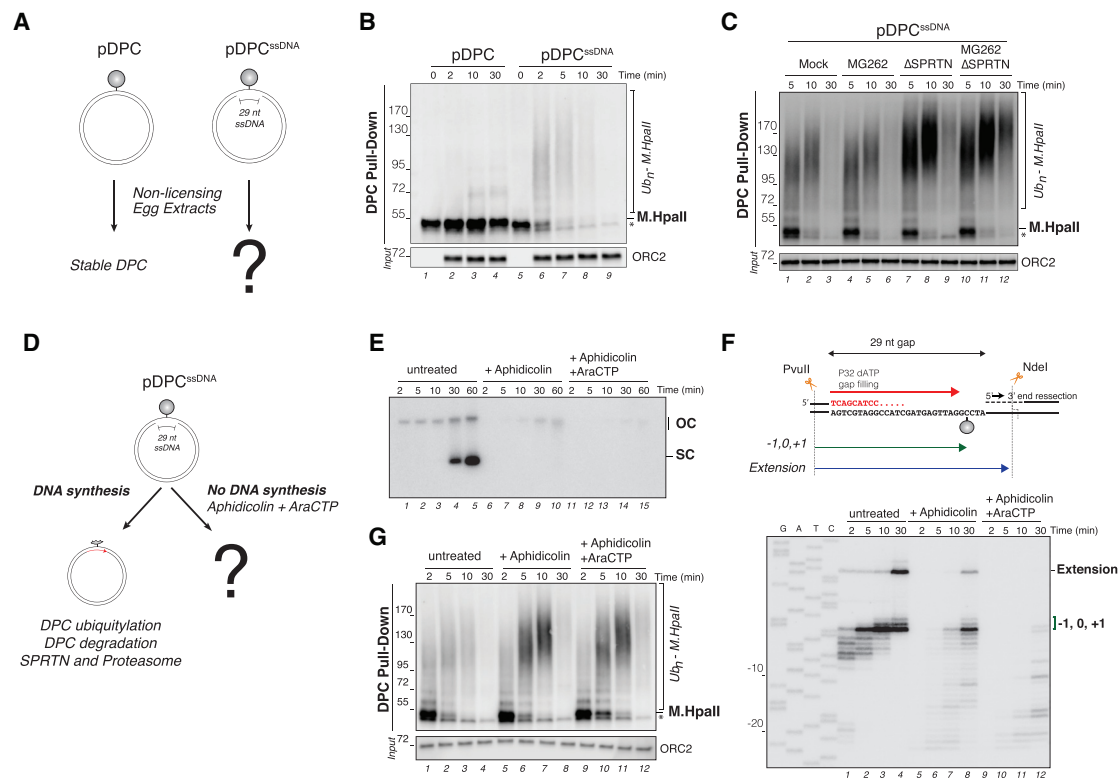 A
pDPC
pDPCssDNA
29 nt
ssDNA
Non-licensing
Egg Extracts
Stable DPC
?
B
pDPC
pDPCssDNA
0 2 10 30 0 2 5 10 30 Time (min)
DPC Pull-Down
170
130
95
72
55
Ubn- M.HpaII
M.HpaII
*
Input
72
ORC2
1 2 3 4 5 6 7 8 9
C
pDPCssDNA
Mock MG262 ΔSPRTN MG262 ΔSPRTN
5 10 30 5 10 30 5 10 30 5 10 30 Time (min)
DPC Pull-Down
170
130
95
72
55
Ubn- M.HpaII
M.HpaII
*
Input
72
ORC2
1 2 3 4 5 6 7 8 9 10 11 12
D
pDPCssDNA
29 nt
ssDNA
DNA synthesis
No DNA synthesis
Aphidicolin + AraCTP
?
DPC ubiquitylation
DPC degradation
SPRTN and Proteasome
E
untreated + Aphidicolin + Aphidicolin +AraCTP
2 5 10 30 60 2 5 10 30 60 2 5 10 30 60 Time (min)
OC
SC
1 2 3 4 5 6 7 8 9 10 11 12 13 14 15
F
29 nt gap
PvuII
NdeI
P32 dATP
gap filling
5' 3' end ressection
5' TCAGCATCC.....
AGTCGTAGGCCATCGATGAGTTAGGCCTA
-1,0,+1
Extension
untreated + Aphidicolin + Aphidicolin +AraCTP
G A T C 2 5 10 30 2 5 10 30 2 5 10 30 Time (min)
Extension
-1, 0, +1
-10
-20
1 2 3 4 5 6 7 8 9 10 11 12
G
untreated + Aphidicolin + Aphidicolin +AraCTP
2 5 10 30 2 5 10 30 2 5 10 30 Time (min)
DPC Pull-Down
170
130
95
72
55
Ubn- M.HpaII
M.HpaII
*
Input
72
ORC2
1 2 3 4 5 6 7 8 9 10 11 12